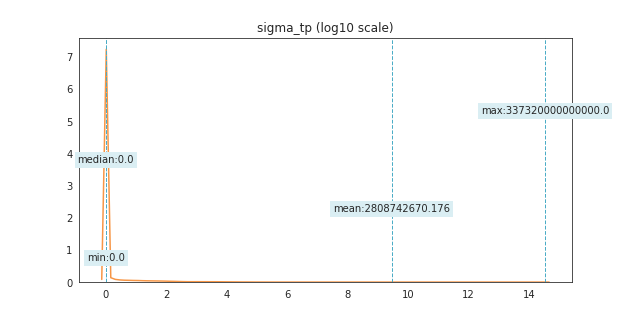 sigma_tp (log10 scale)
7
6
max:337320000000000.0
5
4
median:0.0
3
mean:2808742670.176
2
1
min:0.0
0
0 2 4 6 8 10 12 14